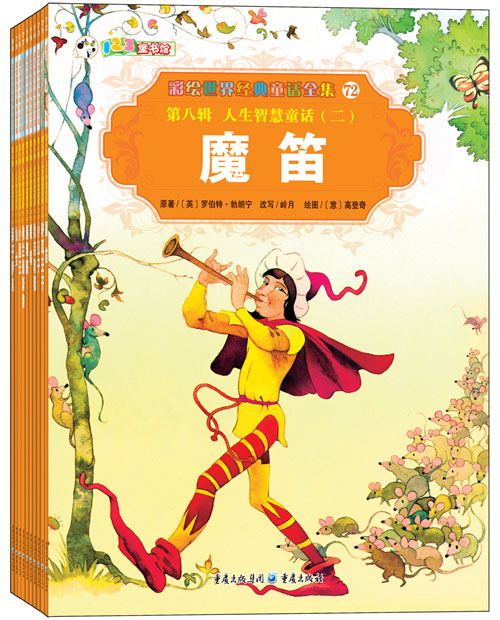 123童书馆
彩绘世界经典童话全集 72
第八辑 人生智慧童话（二）
魔笛
原著/〔英〕罗伯特·勃朗宁 改写/岭月 绘图/〔意〕高登奇
重庆出版集团 重庆出版社